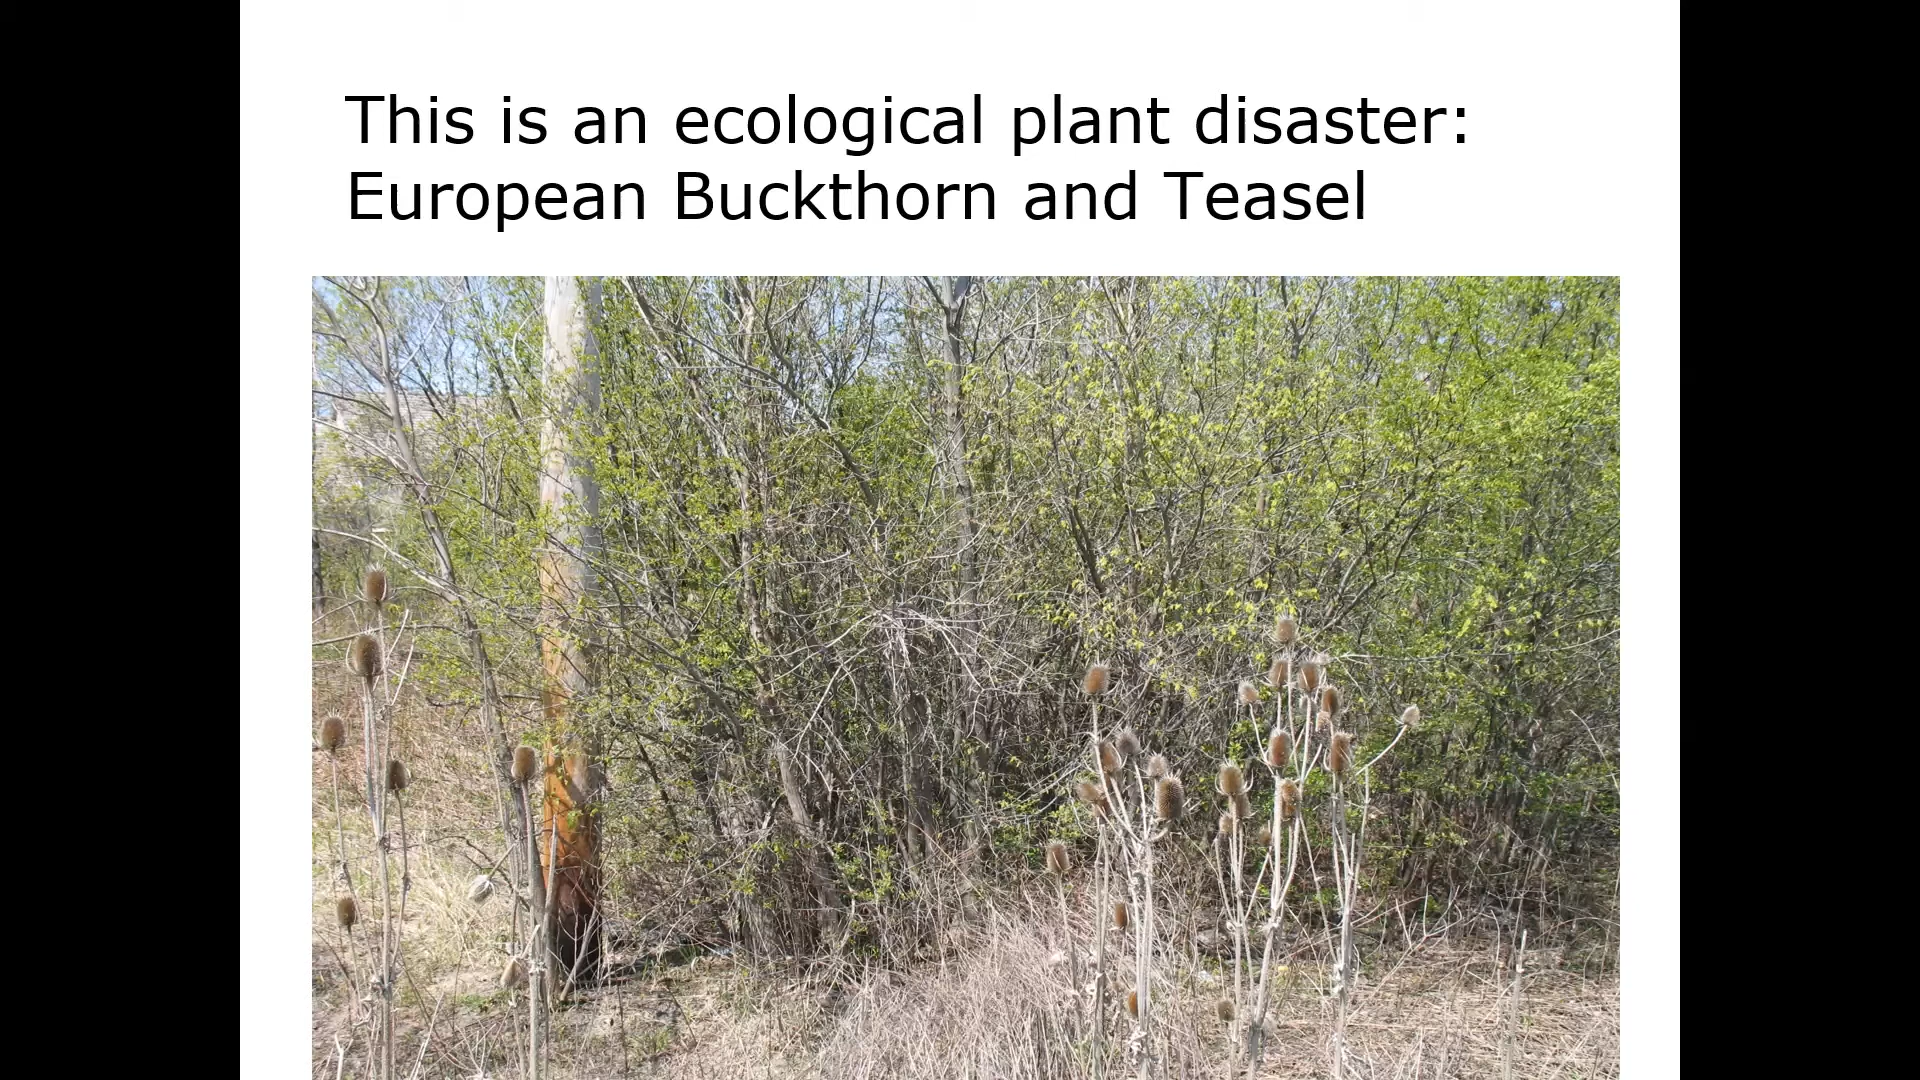 This is an ecological plant disaster:
European Buckthorn and Teasel